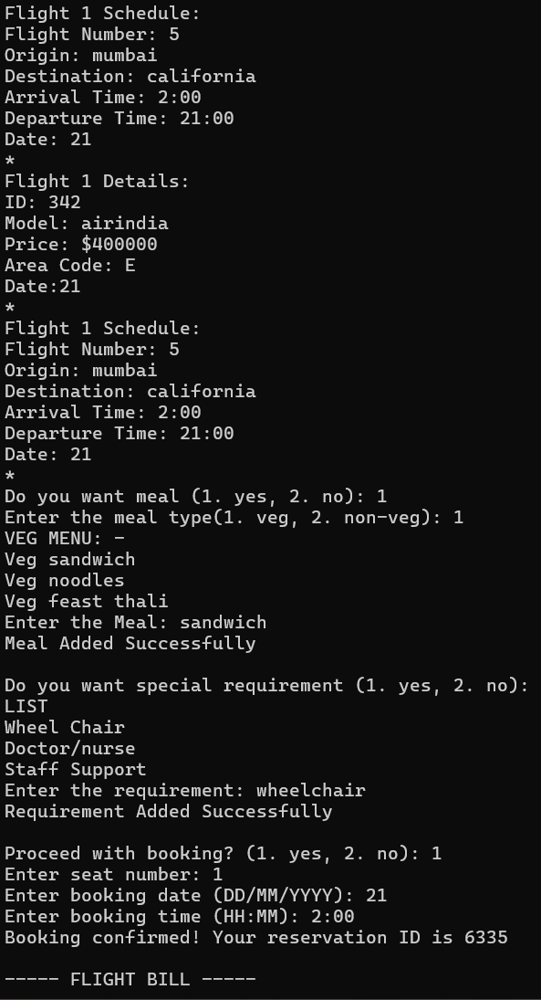 Flight 1 Schedule:
Flight Number: 5
Origin: mumbai
Destination: california
Arrival Time: 2:00
Departure Time: 21:00
Date: 21
*
Flight 1 Details:
ID: 342
Model: airindia
Price: $400000
Area Code: E
Date:21
*
Flight 1 Schedule:
Flight Number: 5
Origin: mumbai
Destination: california
Arrival Time: 2:00
Departure Time: 21:00
Date: 21
*
Do you want meal (1. yes, 2. no): 1
Enter the meal type(1. veg, 2. non-veg): 1
VEG MENU: -
Veg sandwich
Veg noodles
Veg feast thali
Enter the Meal: sandwich
Meal Added Successfully
Do you want special requirement (1. yes, 2. no):
LIST
Wheel Chair
Doctor/nurse
Staff Support
Enter the requirement: wheelchair
Requirement Added Successfully
Proceed with booking? (1. yes, 2. no): 1
Enter seat number: 1
Enter booking date (DD/MM/YYYY): 21
Enter booking time (HH:MM): 2:00
Booking confirmed! Your reservation ID is 6335
----- FLIGHT BILL -----